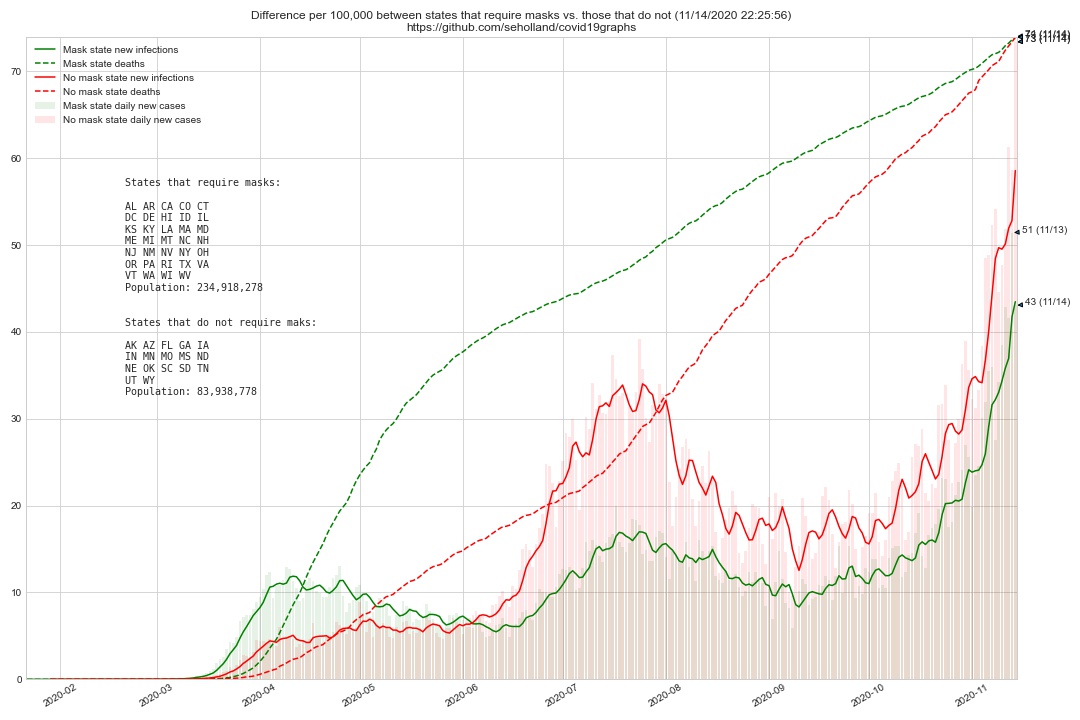 Difference per 100,000 between states that require masks vs. those that do not (11/14/2020 22:25:56)
https://github.com/seholland/covid19graphs
Mask state new infections
Mask state deaths
No mask state new infections
No mask state deaths
Mask state daily new cases
No mask state daily new cases
70
60
50
40
30
20
10
0
States that require masks:
AL AR CA CO CT
DC DE HI ID IL
KS KY LA MA MD
ME MI MT NC NH
NJ NM NV NY OH
OR PA RI TX VA
VT WA WI WV
Population: 234,918,278
States that do not require maks:
AK AZ FL GA IA
IN MN MO MS ND
NE OK SC SD TN
UT WY
Population: 83,938,778
(11/14)
73 (11/14)
51 (11/13)
43 (11/14)
2020-02
2020-03
2020-04
2020-05
2020-06
2020-07
2020-08
2020-09
2020-10
2020-11